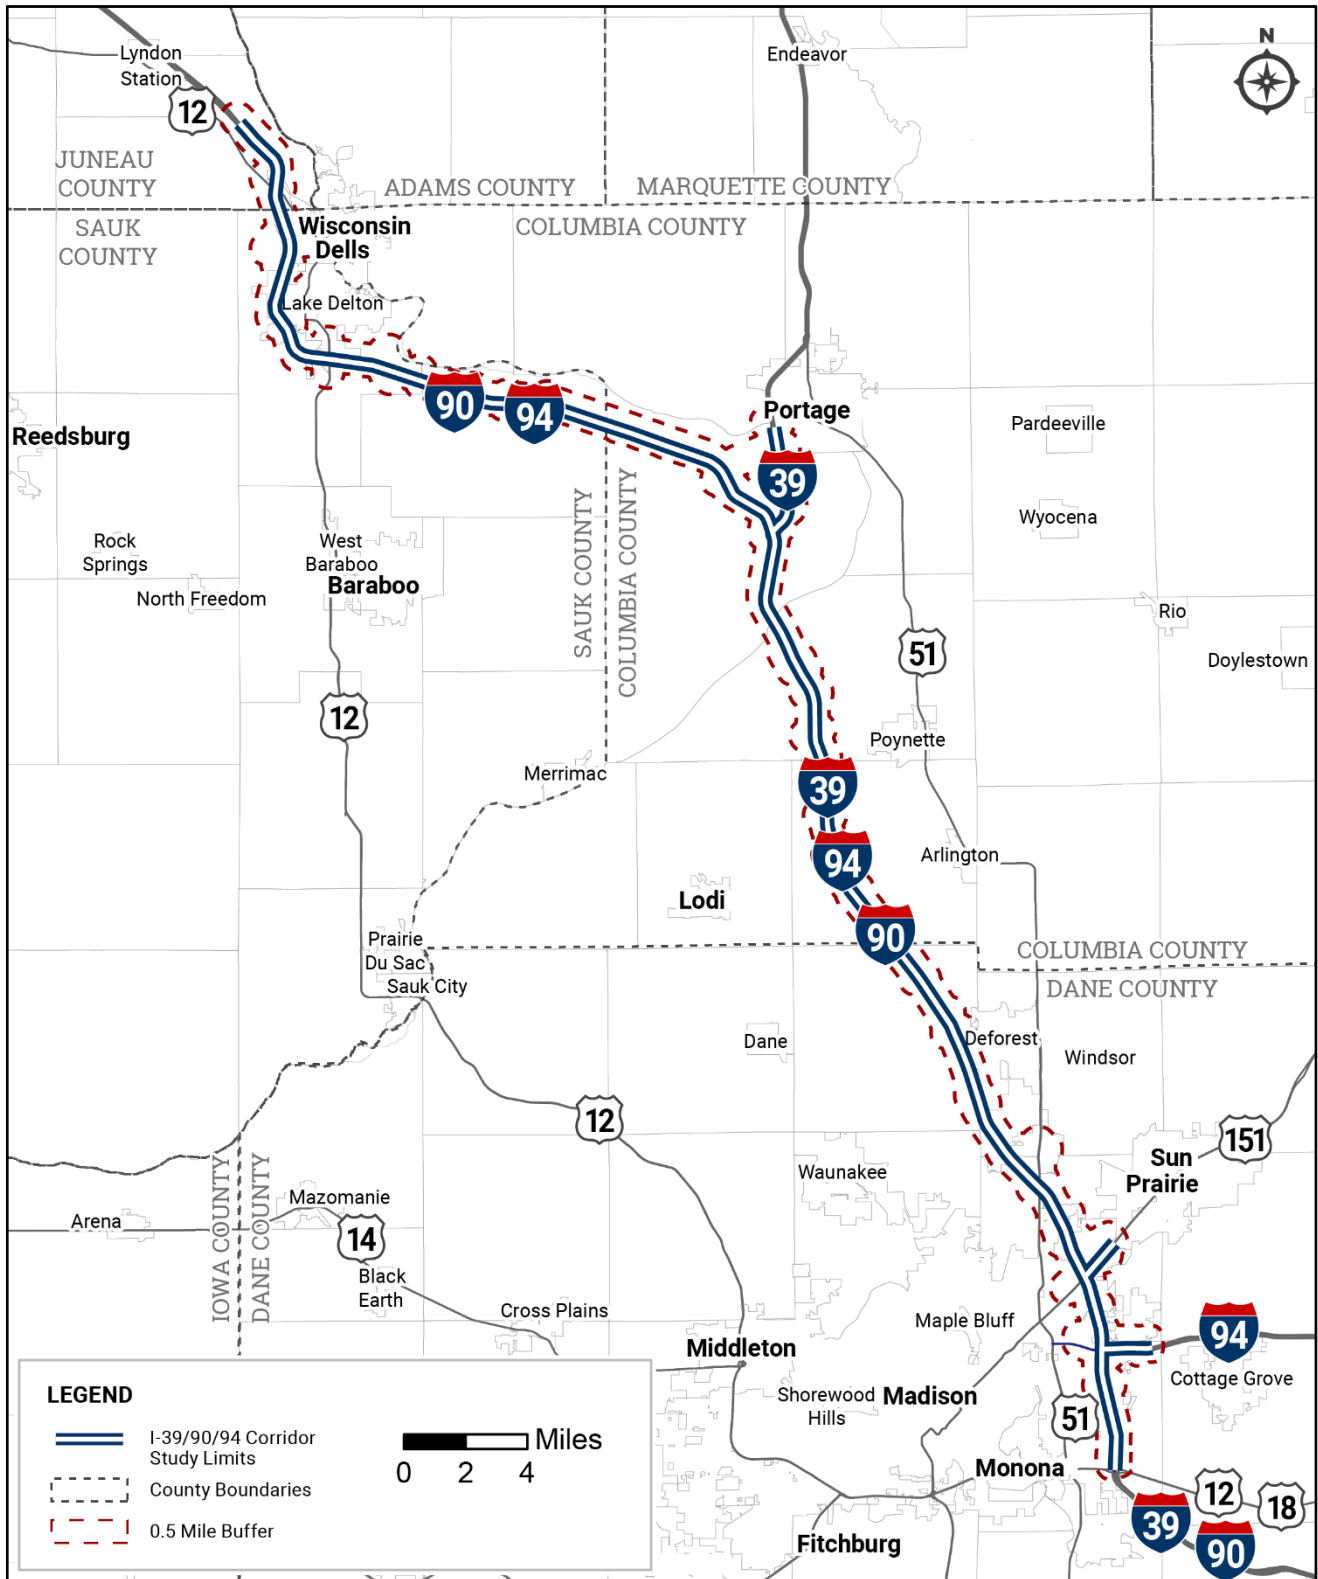 N
Lyndon
Station
Endeavor
12
JUNEAU
COUNTY
ADAMS COUNTY
MARQUETTE COUNTY
SAUK
COUNTY
Wisconsin
Dells
COLUMBIA COUNTY
Lake Delton
90
94
Portage
Pardeeville
Reedsburg
39
Wyocena
SAUK COUNTY
COLUMBIA COUNTY
Rock
Springs
West
Baraboo
Baraboo
North Freedom
Rio
51
Doylestown
12
Poynette
Merrimac
39
94
Arlington
Lodi
90
Prairie
Du Sac
Sauk City
COLUMBIA COUNTY
DANE COUNTY
Dane
Deforest
Windsor
12
151
Sun
Prairie
Waunakee
IOWA COUNTY
DANE COUNTY
Mazomanie
Arena
14
Black
Earth
Cross Plains
Maple Bluff
94
Middleton
Cottage Grove
Shorewood
Hills
Madison
51
Monona
12
18
39
90
Fitchburg
LEGEND
I-39/90/94 Corridor
Study Limits
County Boundaries
0.5 Mile Buffer
Miles
0 2 4